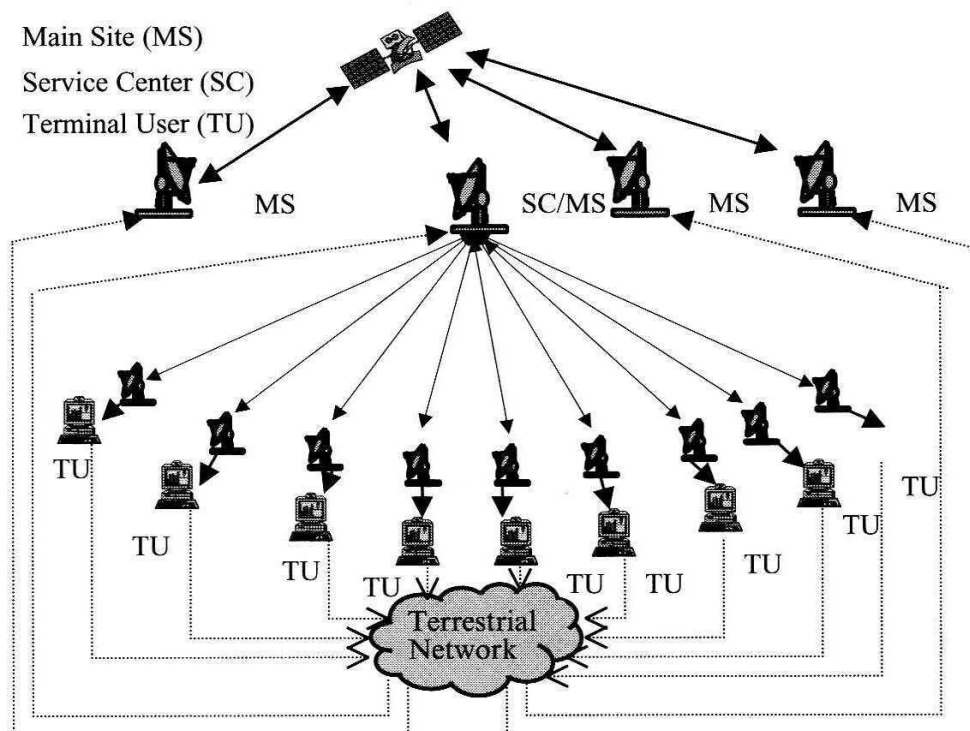 Main Site (MS)
Service Center (SC)
Terminal User (TU)
MS
SC/MS
MS
MS
TU
TU
TU
TU
TU
TU
TU
TU
TU
Terrestrial
Network